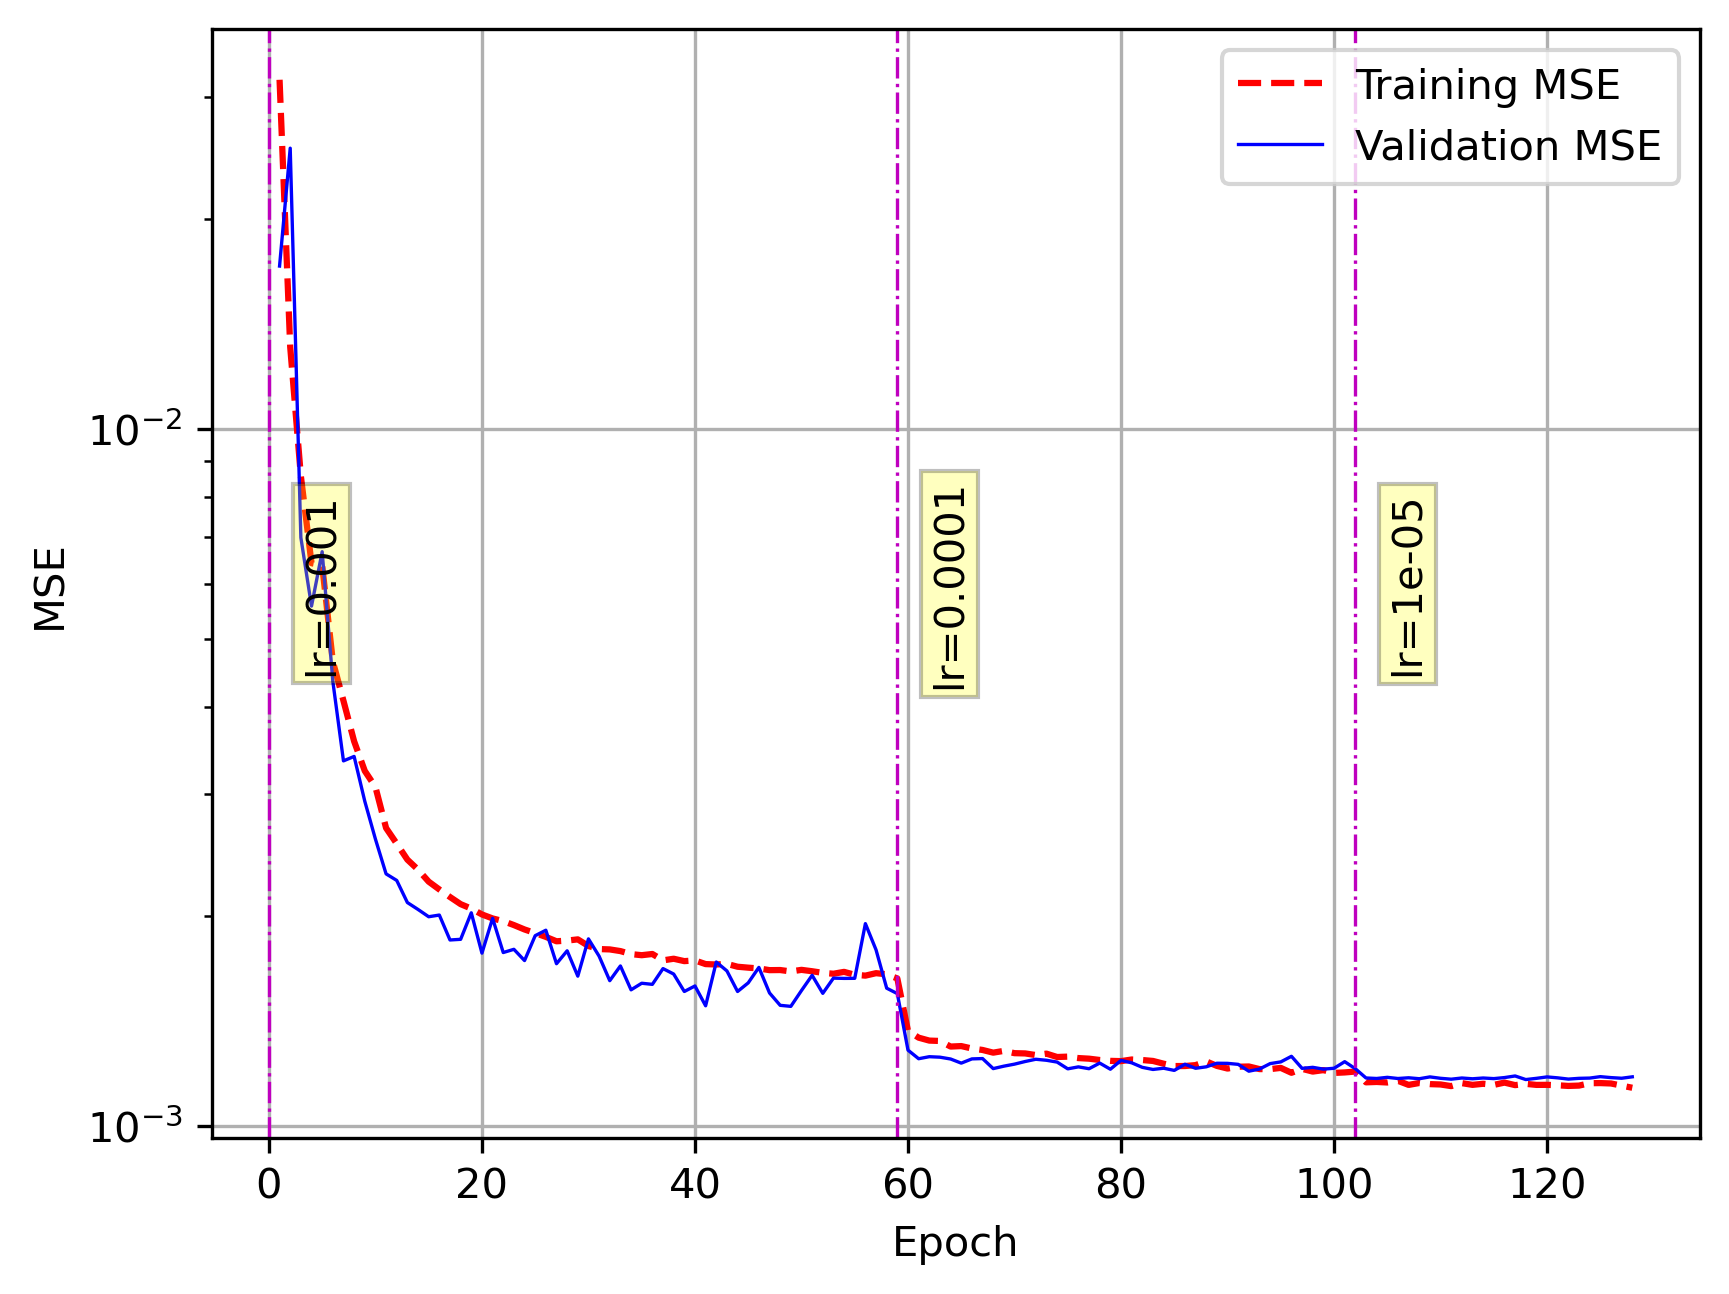 Training MSE
Validation MSE
10⁻²
10⁻³
MSE
lr=0.001
lr=0.0001
lr=1e-05
0
20
40
60
80
100
120
Epoch